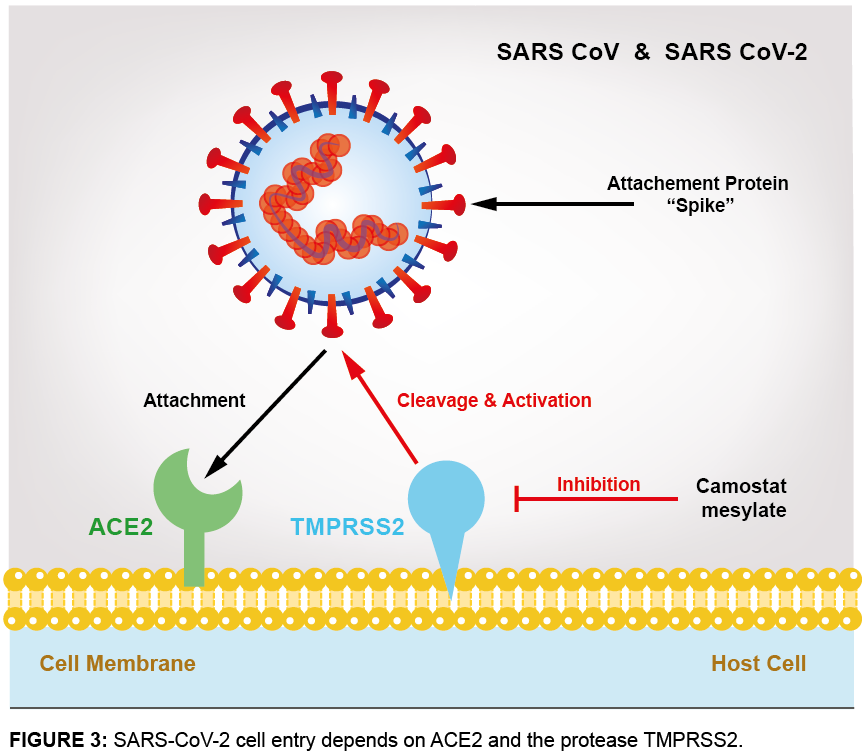 SARS CoV & SARS CoV-2
Attachement Protein
“Spike”
Attachment
Cleavage & Activation
Inhibition
Camostat
mesylate
ACE2
TMPRSS2
Cell Membrane
Host Cell
FIGURE 3: SARS-CoV-2 cell entry depends on ACE2 and the protease TMPRSS2.